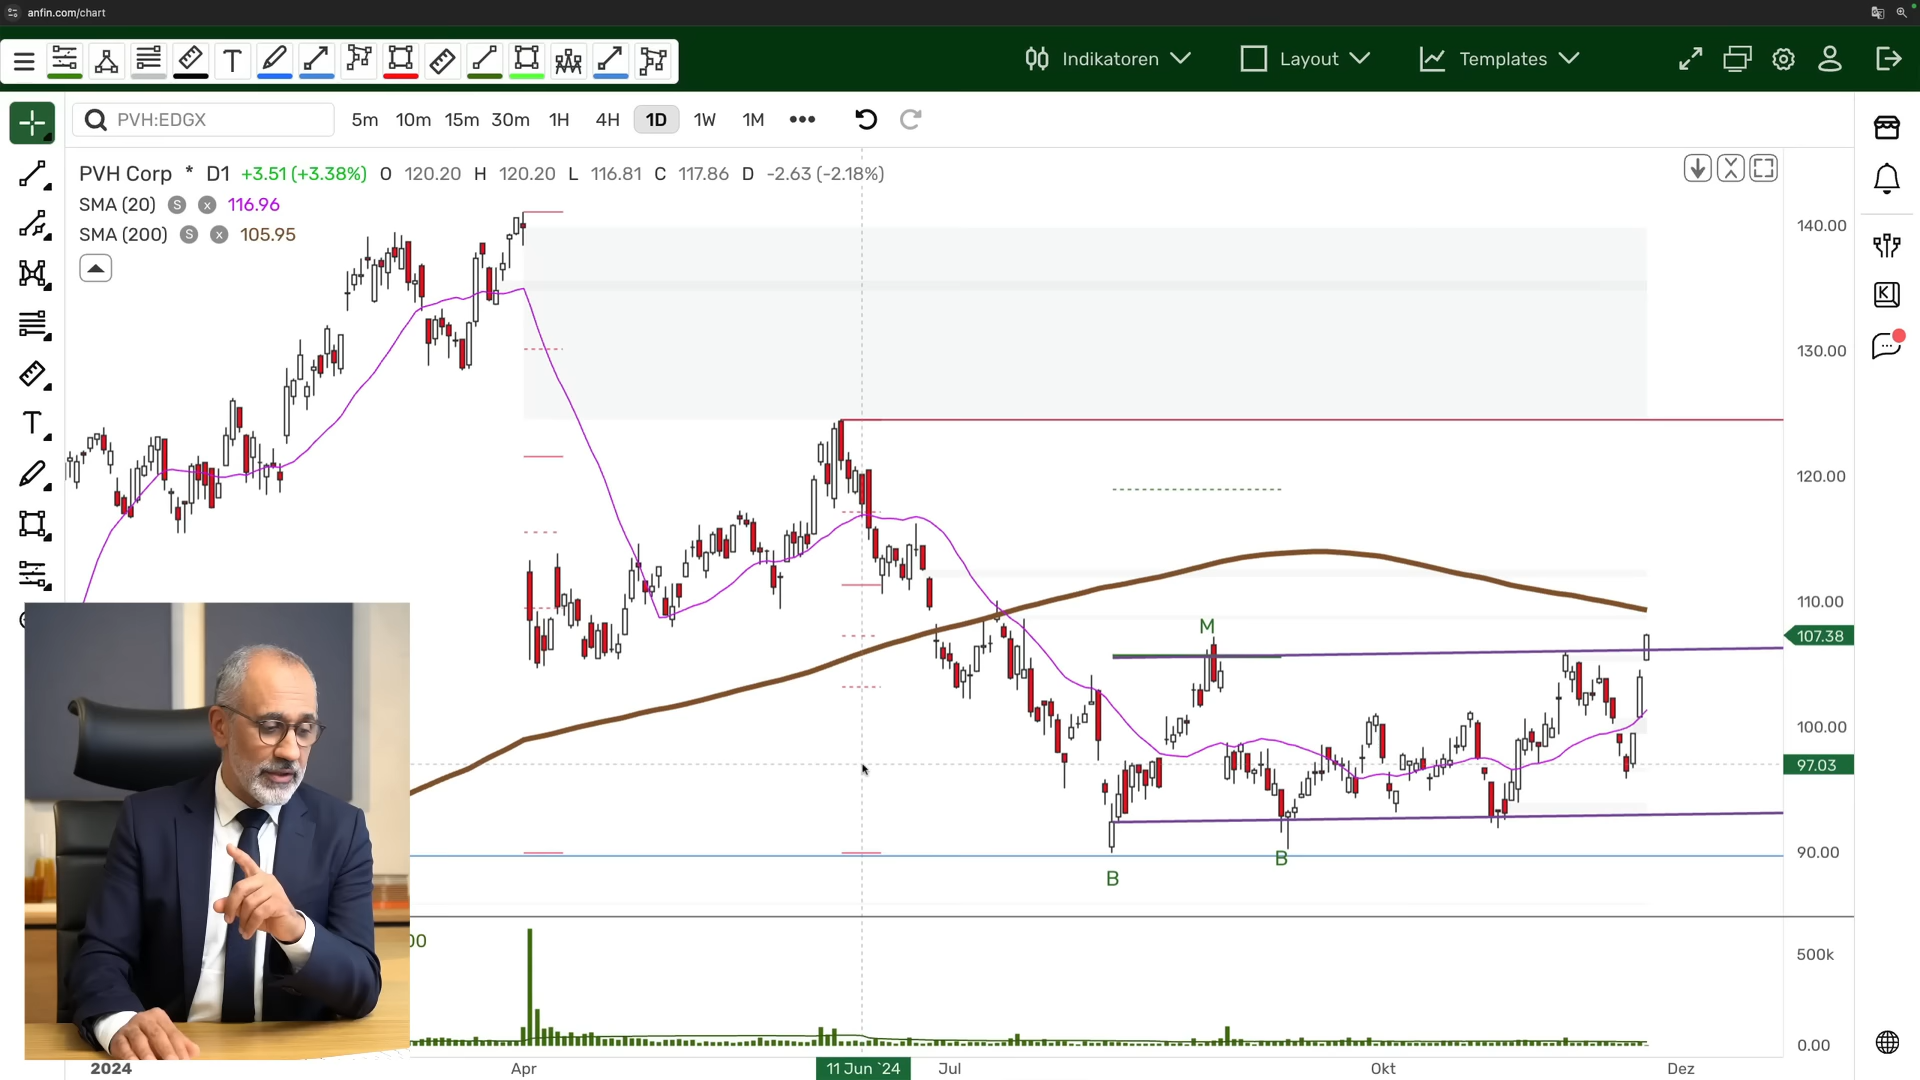 anfin.com/chart
Indikatoren
Layout
Templates
PVH:EDGX
5m 10m 15m 30m 1H 4H 1D 1W 1M
PVH Corp * D1 +3.51 (+3.38%) O 120.20 H 120.20 L 116.81 C 117.86 D -2.63 (-2.18%)
SMA (20) S x 116.96
SMA (200) S x 105.95
140.00
130.00
120.00
110.00
107.38
100.00
97.03
90.00
M
B
B
00
500k
0.00
2024 Apr 11 Jun `24 Jul Okt Dez